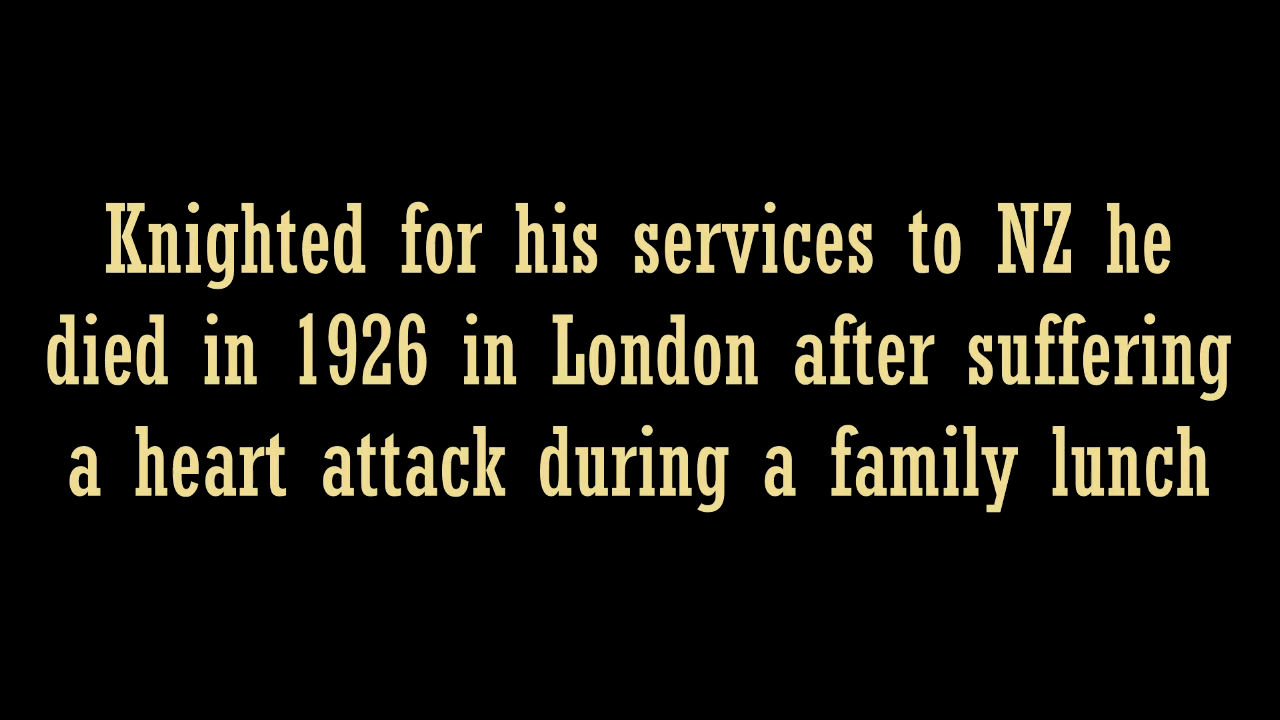 Knighted for his services to NZ he
died in 1926 in London after suffering
a heart attack during a family lunch